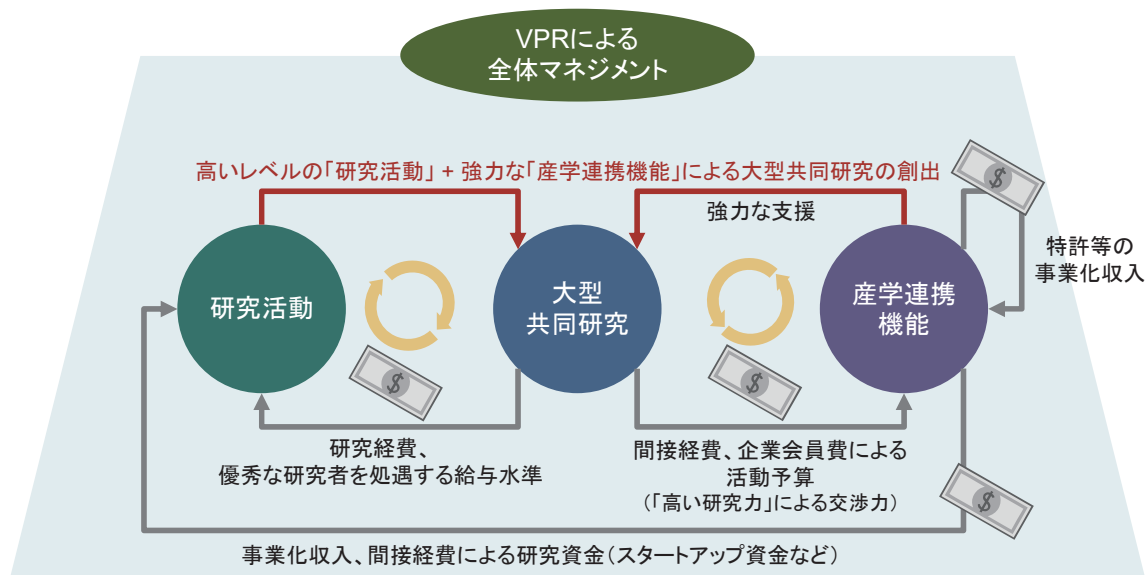 VPRによる
全体マネジメント
高いレベルの「研究活動」 + 強力な「産学連携機能」による大型共同研究の創出
強力な支援
$
特許等の
事業化収入
研究活動
大型
共同研究
産学連携
機能
$
$
研究経費、
優秀な研究者を処遇する給与水準
間接経費、企業会員費による
活動予算
(「高い研究力」による交渉力)
$
事業化収入、間接経費による研究資金(スタートアップ資金など)